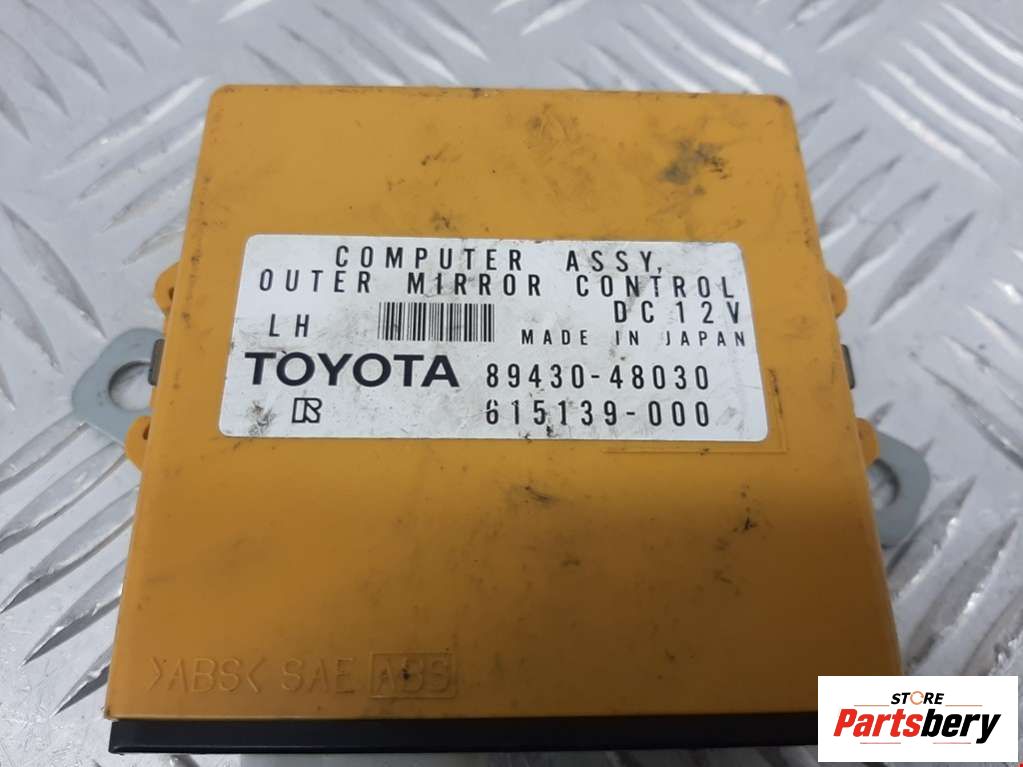 COMPUTER ASSY,
OUTER MIRROR CONTROL
LH DC12V
MADE IN JAPAN
TOYOTA 89430-48030
615139-000
>ABS< SAE ABS
STORE
Partsbery